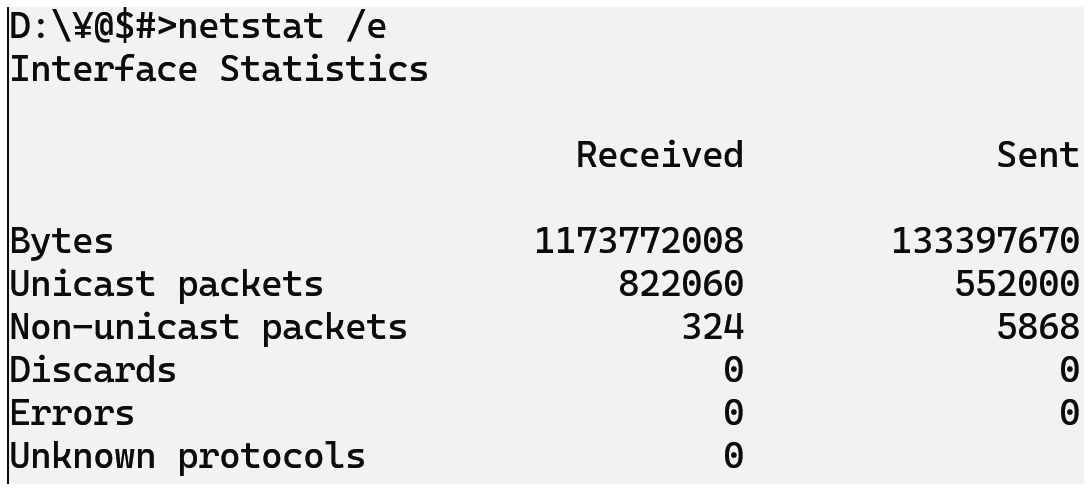 D:\¥@$#>netstat /e
Interface Statistics
Received Sent
Bytes 1173772008 133397670
Unicast packets 822060 552000
Non-unicast packets 324 5868
Discards 0 0
Errors 0 0
Unknown protocols 0